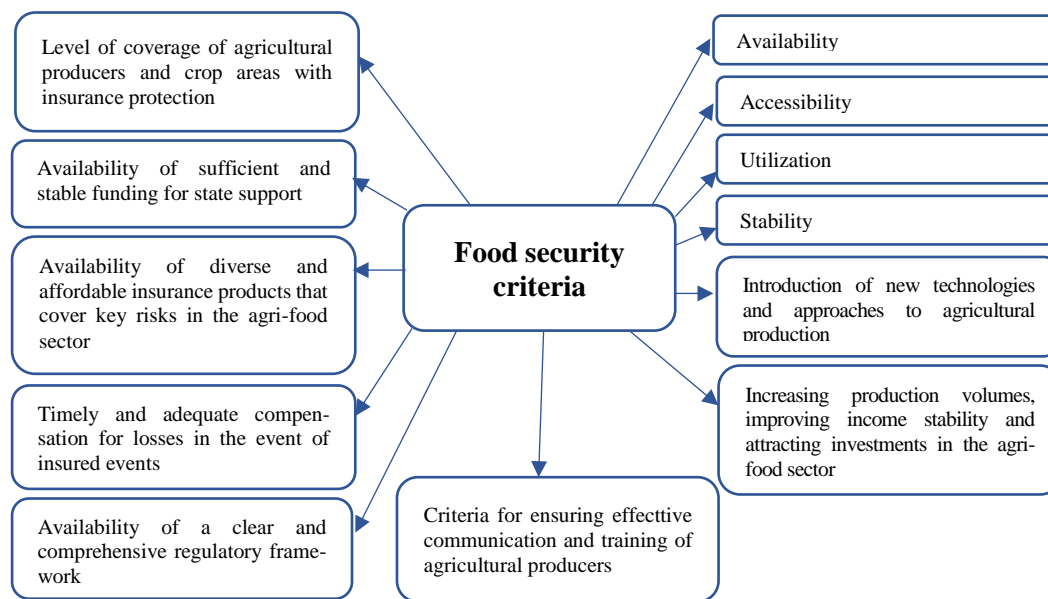 Level of coverage of agricultural
producers and crop areas with
insurance protection
Availability of sufficient and
stable funding for state support
Availability of diverse and
affordable insurance products that
cover key risks in the agri-food
sector
Timely and adequate compen-
sation for losses in the event of
insured events
Availability of a clear and
comprehensive regulatory frame-
work
Food security
criteria
Criteria for ensuring effecttive
communication and training of
agricultural producers
Availability
Accessibility
Utilization
Stability
Introduction of new technologies
and approaches to agricultural
production
Increasing production volumes,
improving income stability and
attracting investments in the agri-
food sector